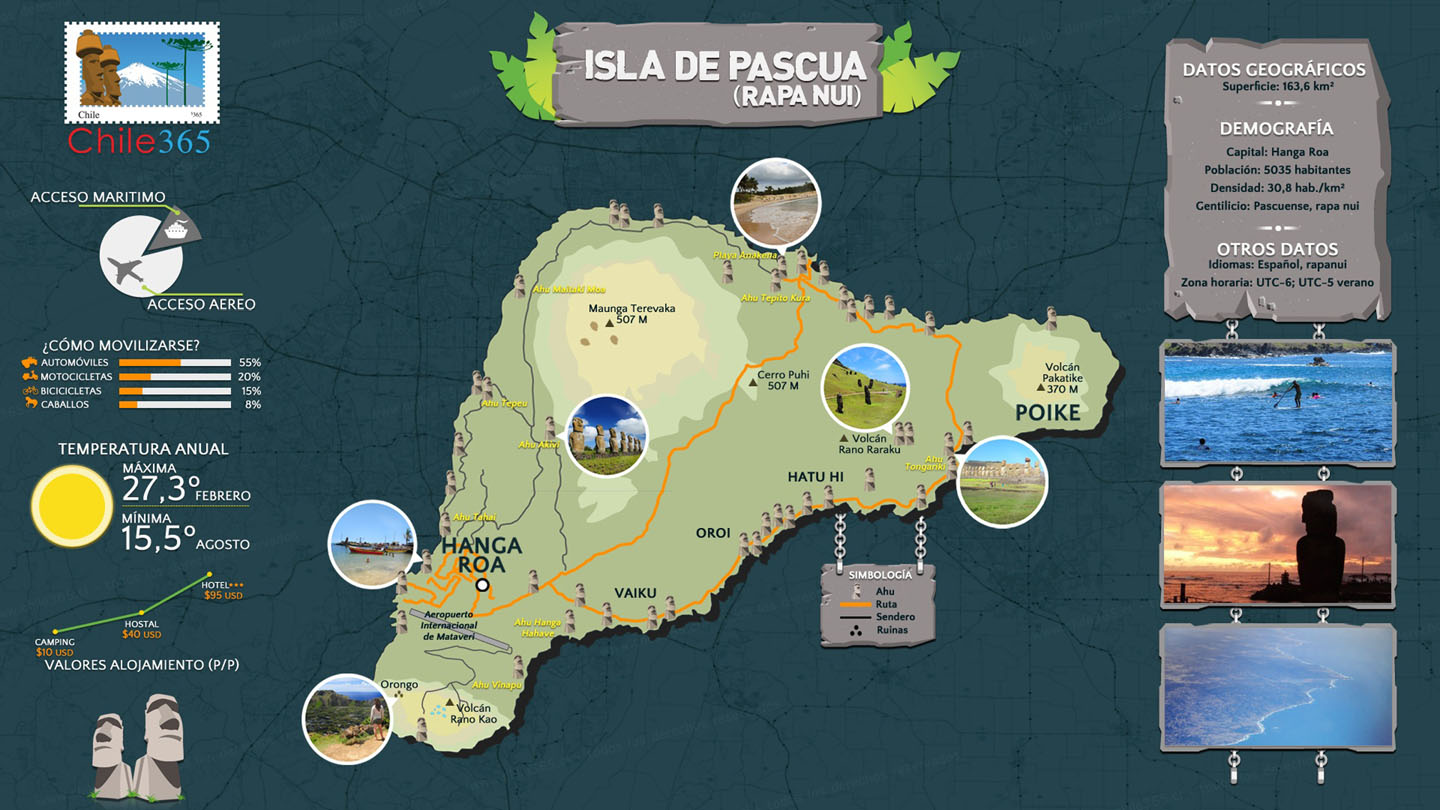 Chile
$365
Chile365
ISLA DE PASCUA
(RAPA NUI)
ACCESO MARITIMO
ACCESO AEREO
¿CÓMO MOVILIZARSE?
AUTOMÓVILES 55%
MOTOCICLETAS 20%
BICICICLETAS 15%
CABALLOS 8%
TEMPERATURA ANUAL
MÁXIMA
27,3° FEBRERO
MÍNIMA
15,5° AGOSTO
HOTEL***
$95 USD
HOSTAL
$40 USD
CAMPING
$10 USD
VALORES ALOJAMIENTO (P/P)
Playa Anakena
Ahu Maitaki Moa
Ahu Tepito Kura
Maunga Terevaka
507 M
Cerro Puhi
507 M
Volcán
Pakatike
370 M
POIKE
Ahu Tepeu
Ahu Akivi
Volcán
Rano Raraku
Ahu
Tongariki
HATU HI
Ahu Tahai
OROI
HANGA
ROA
VAIKU
Aeropuerto
Internacional
de Mataveri
Ahu Hanga
Hahave
Ahu Vinapu
Orongo
Volcán
Rano Kao
SIMBOLOGÍA
Ahu
Ruta
Sendero
Ruinas
DATOS GEOGRÁFICOS
Superficie: 163,6 km²
DEMOGRAFÍA
Capital: Hanga Roa
Población: 5035 habitantes
Densidad: 30,8 hab./km²
Gentilicio: Pascuense, rapa nui
OTROS DATOS
Idiomas: Español, rapanui
Zona horaria: UTC-6; UTC-5 verano